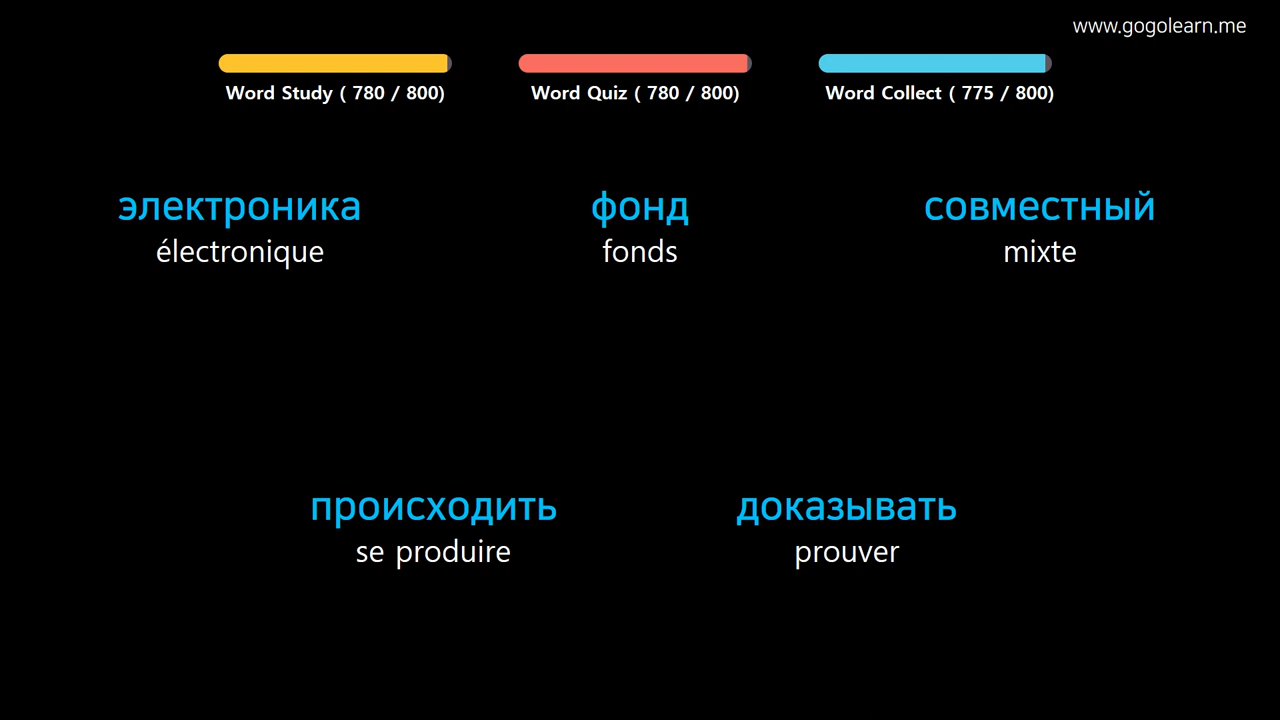 www.gogolearn.me
Word Study ( 780 / 800)
Word Quiz ( 780 / 800)
Word Collect ( 775 / 800)
электроника
électronique
фонд
fonds
совместный
mixte
происходить
se produire
доказывать
prouver